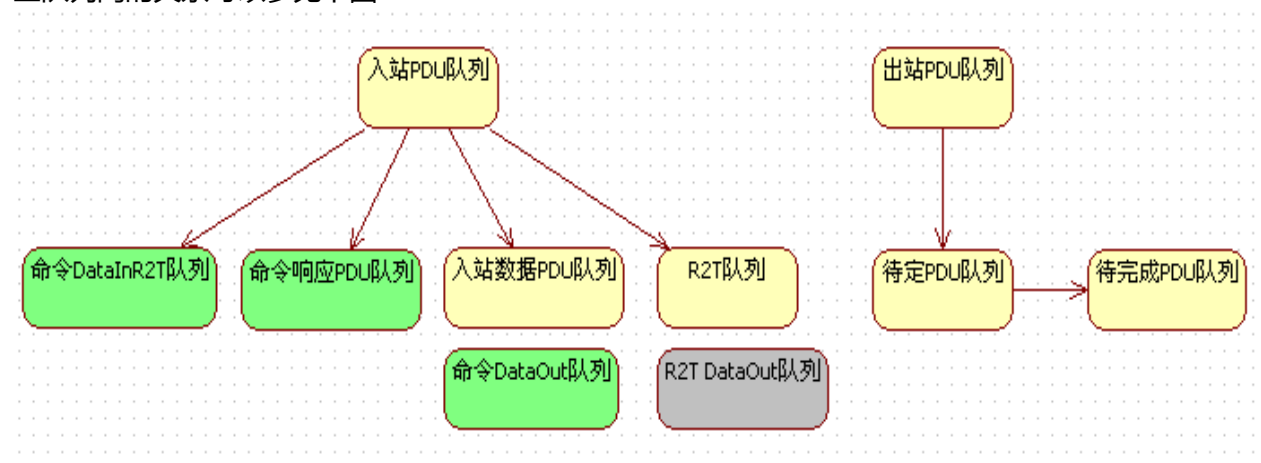 入站PDU队列
出站PDU队列
命令DataInR2T队列
命令响应PDU队列
入站数据PDU队列
R2T队列
待定PDU队列
待完成PDU队列
命令DataOut队列
R2T DataOut队列